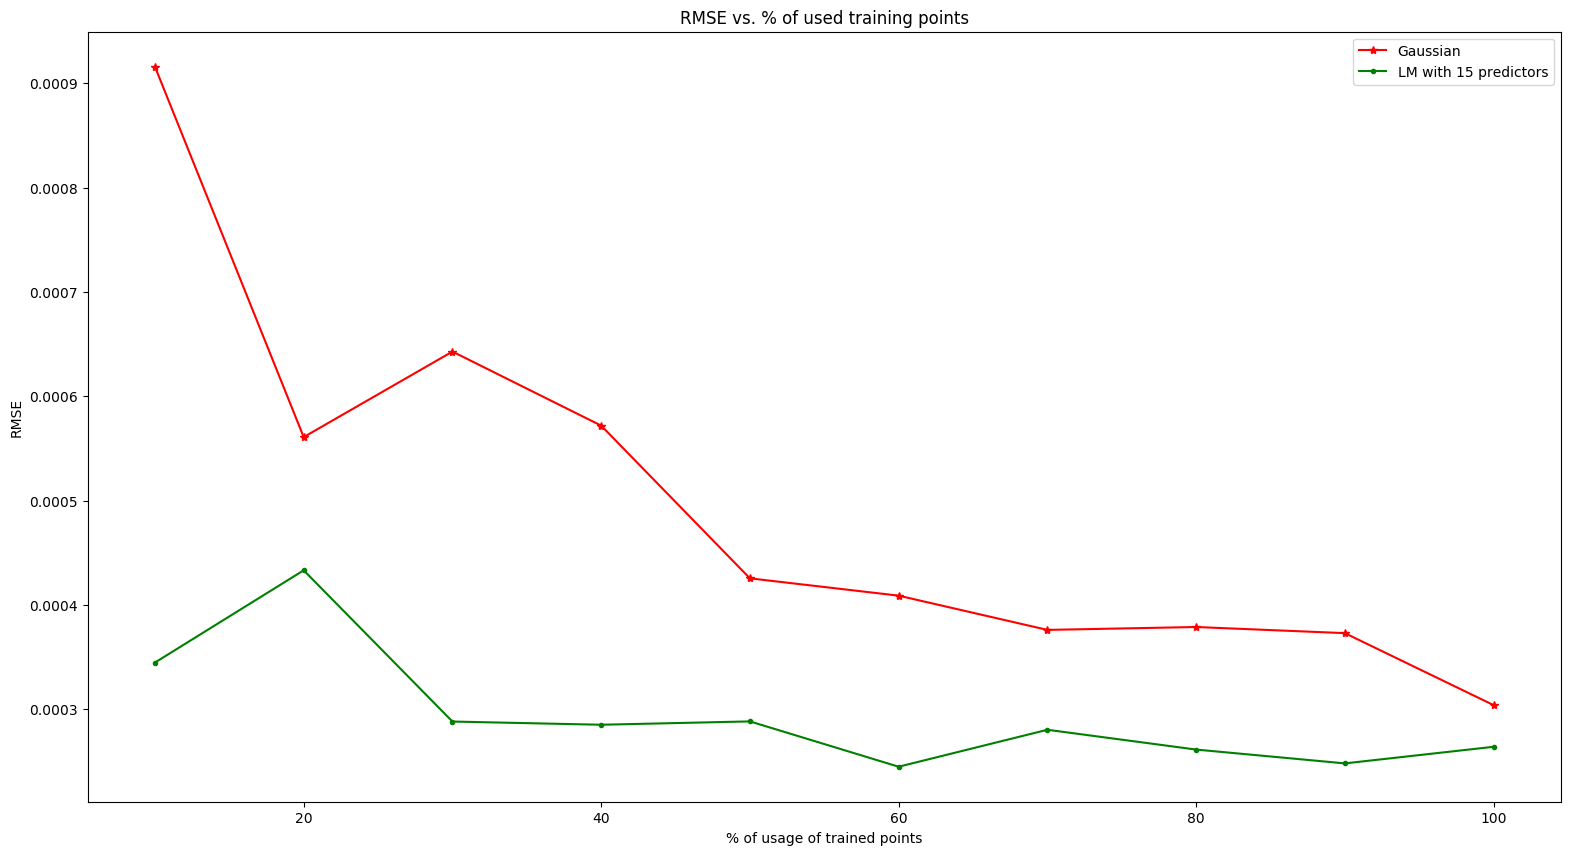 RMSE vs. % of used training points
Gaussian
LM with 15 predictors
0.0009
0.0008
0.0007
0.0006
0.0005
0.0004
0.0003
RMSE
20
40
60
80
100
% of usage of trained points